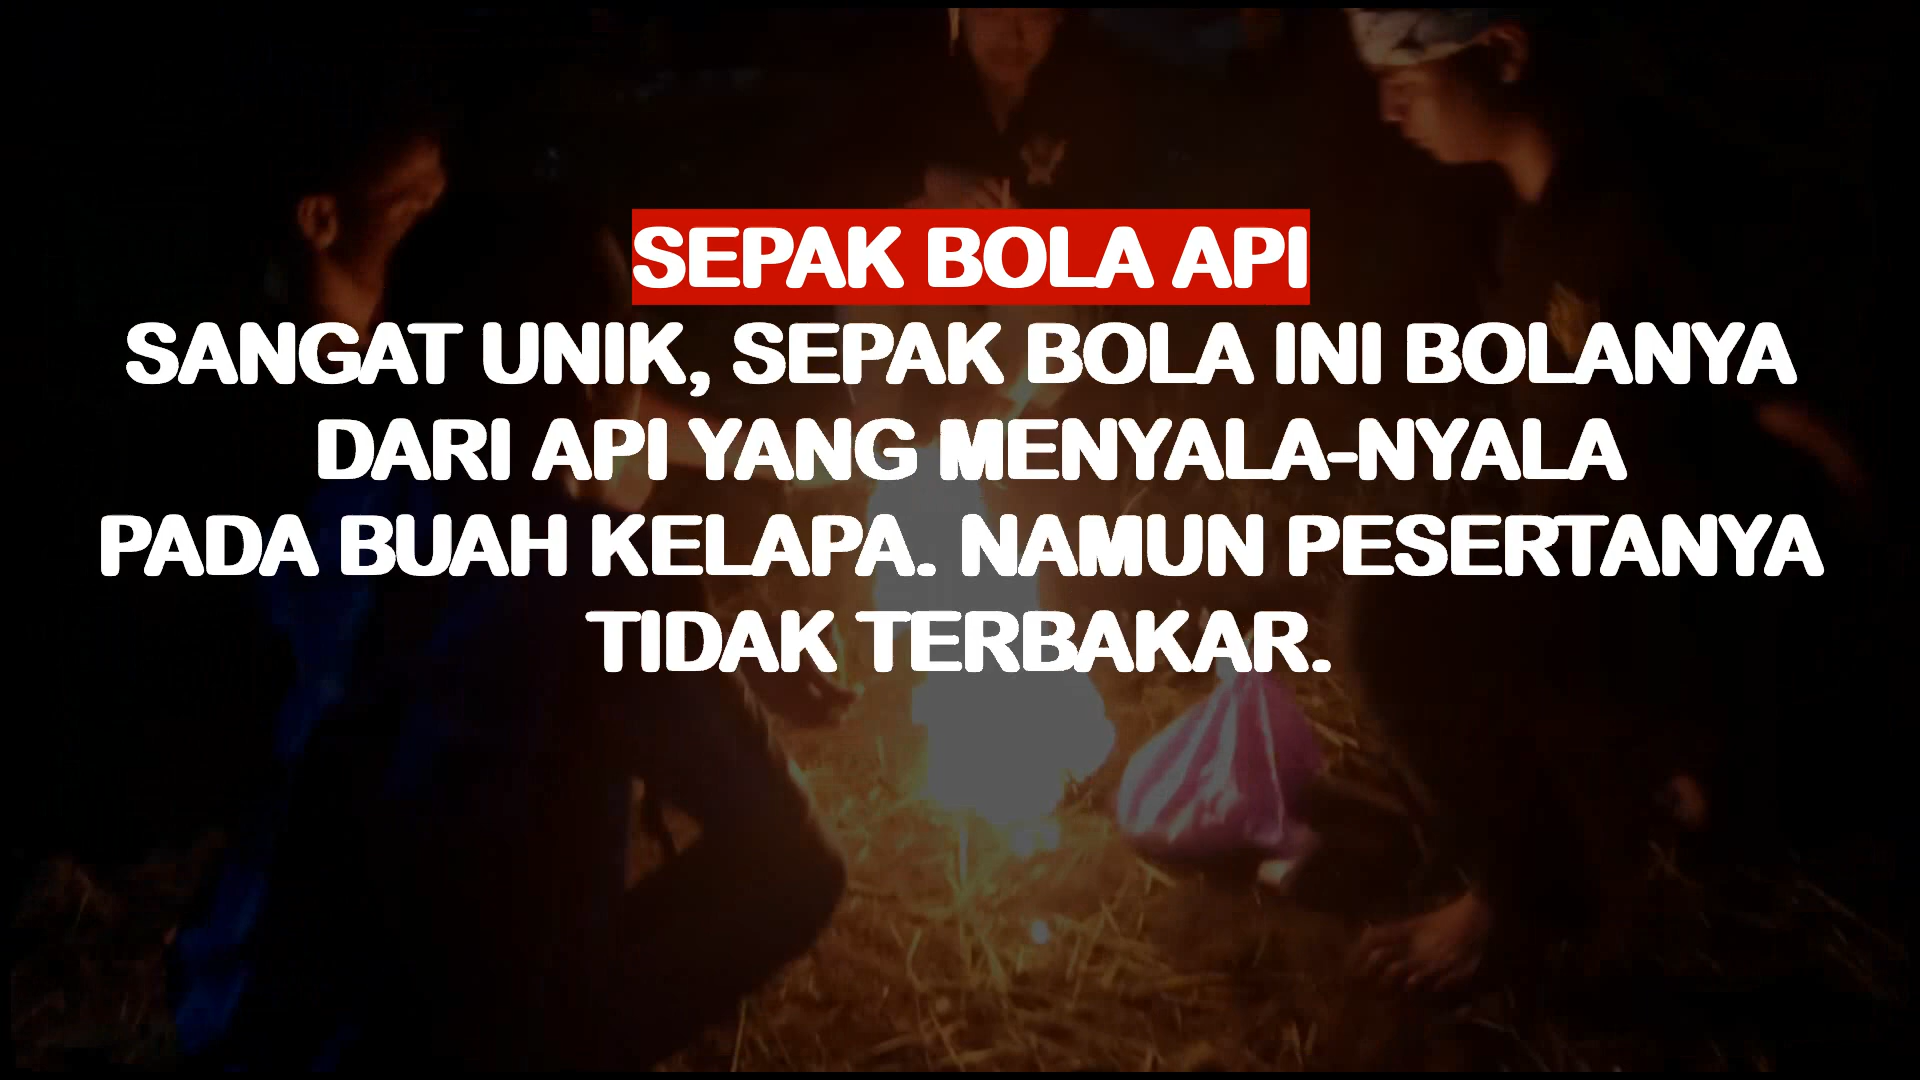 SEPAK BOLA API
SANGAT UNIK, SEPAK BOLA INI BOLANYA
DARI API YANG MENYALA-NYALA
PADA BUAH KELAPA. NAMUN PESERTANYA
TIDAK TERBAKAR.